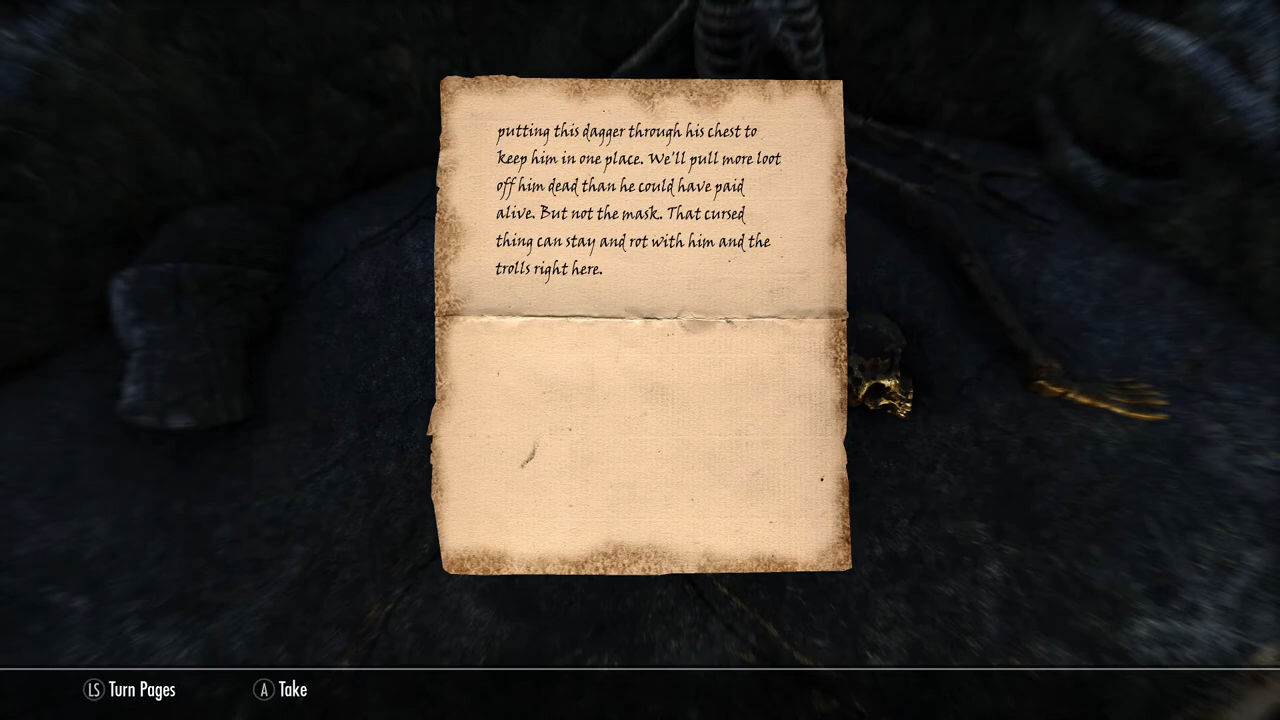 putting this dagger through his chest to
keep him in one place. We'll pull more loot
off him dead than he could have paid
alive. But not the mask. That cursed
thing can stay and rot with him and the
trolls right here.
LS Turn Pages
A Take